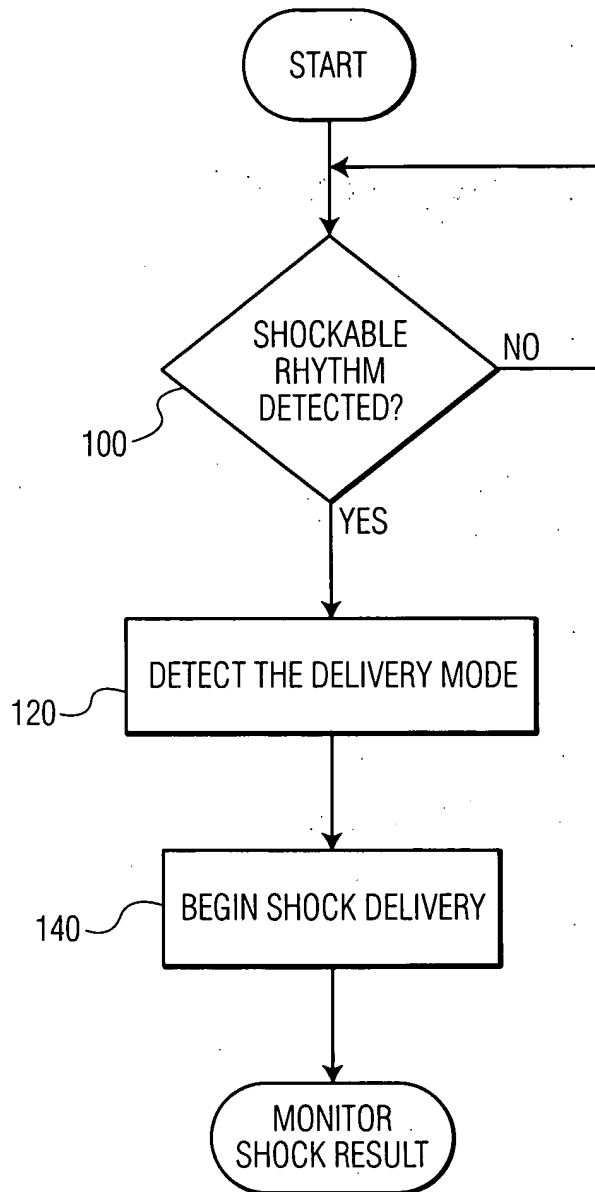 START
SHOCKABLE
RHYTHM
DETECTED?
NO
100
YES
DETECT THE DELIVERY MODE
120
BEGIN SHOCK DELIVERY
140
MONITOR
SHOCK RESULT